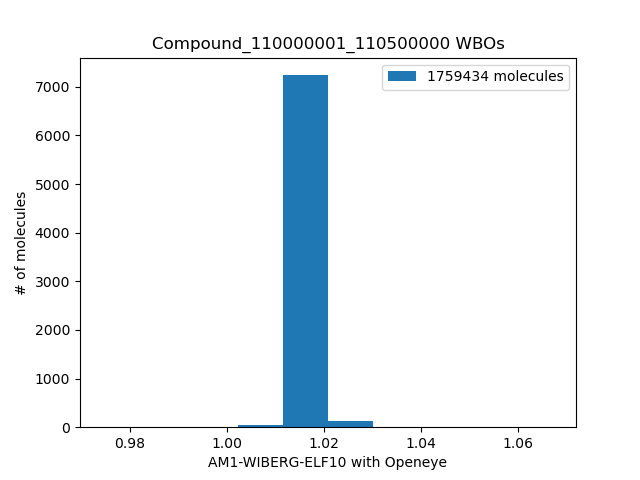 Compound_110000001_110500000 WBOs
1759434 molecules
7000
6000
5000
4000
3000
2000
1000
0
# of molecules
0.98 1.00 1.02 1.04 1.06
AM1-WIBERG-ELF10 with Openeye